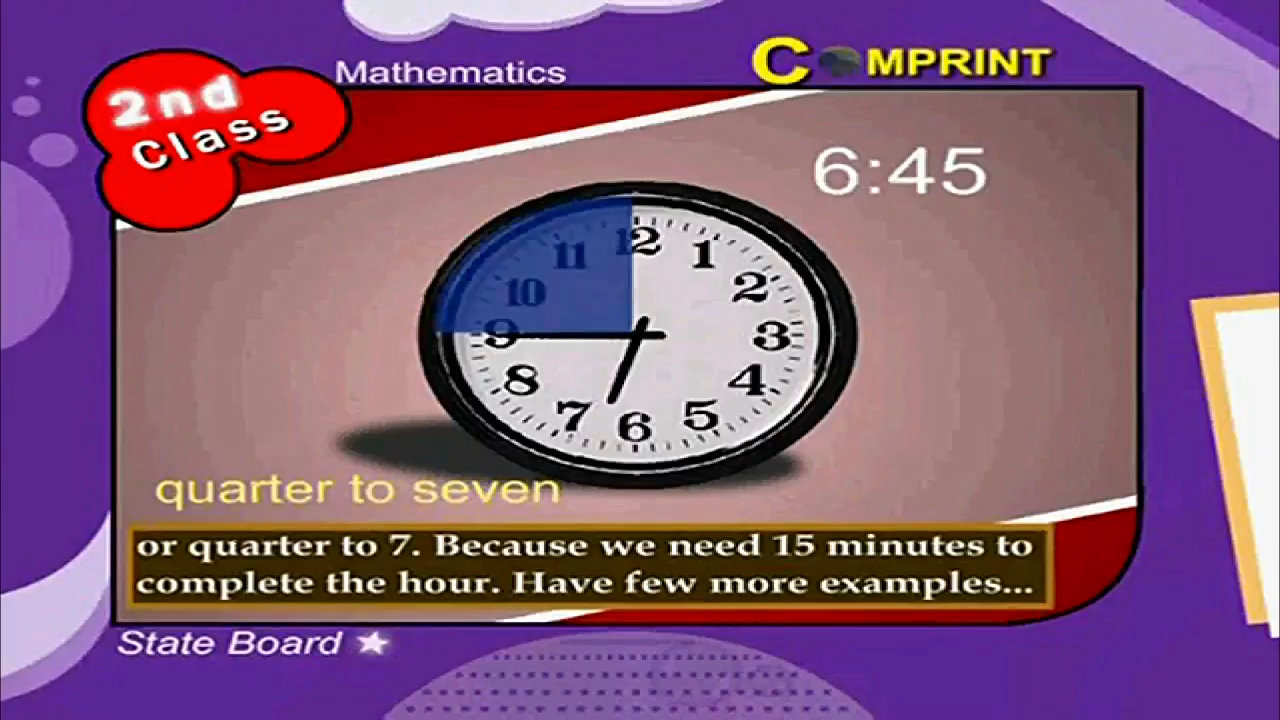 Mathematics
COMPRINT
2nd
Class
6:45
12
11
1
10
2
9
3
8
4
7
5
6
quarter to seven
or quarter to 7. Because we need 15 minutes to
complete the hour. Have few more examples...
State Board